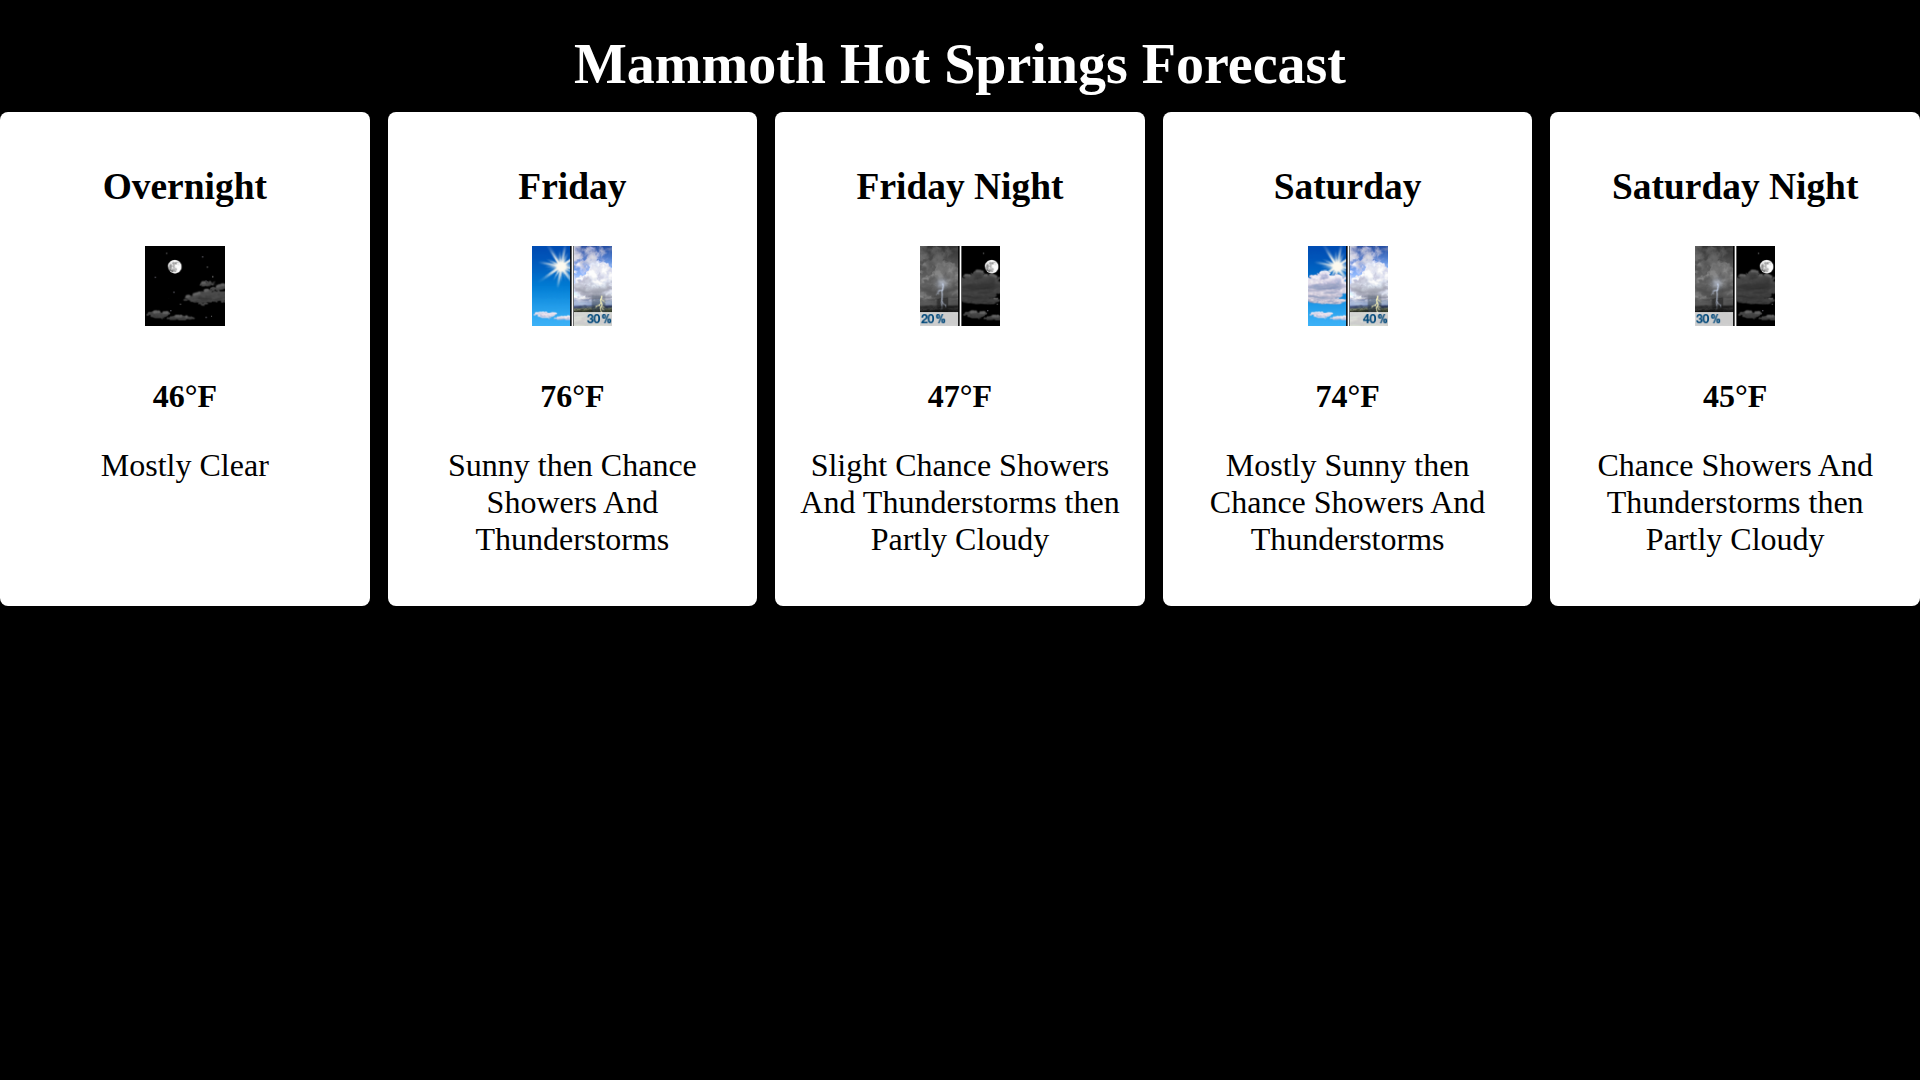 Mammoth Hot Springs Forecast
Overnight
46°F
Mostly Clear
Friday
30%
76°F
Sunny then Chance
Showers And
Thunderstorms
Friday Night
20%
47°F
Slight Chance Showers
And Thunderstorms then
Partly Cloudy
Saturday
40%
74°F
Mostly Sunny then
Chance Showers And
Thunderstorms
Saturday Night
30%
45°F
Chance Showers And
Thunderstorms then
Partly Cloudy